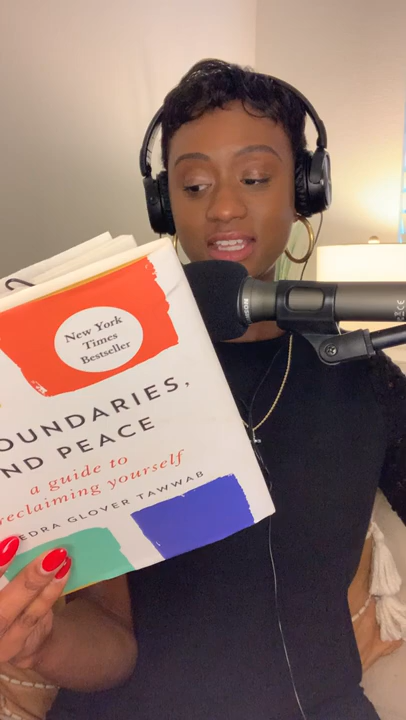 New York
Times
Bestseller
OUNDARIES,
ND PEACE
a guide to
reclaiming yourself
EDRA GLOVER TAWWAB